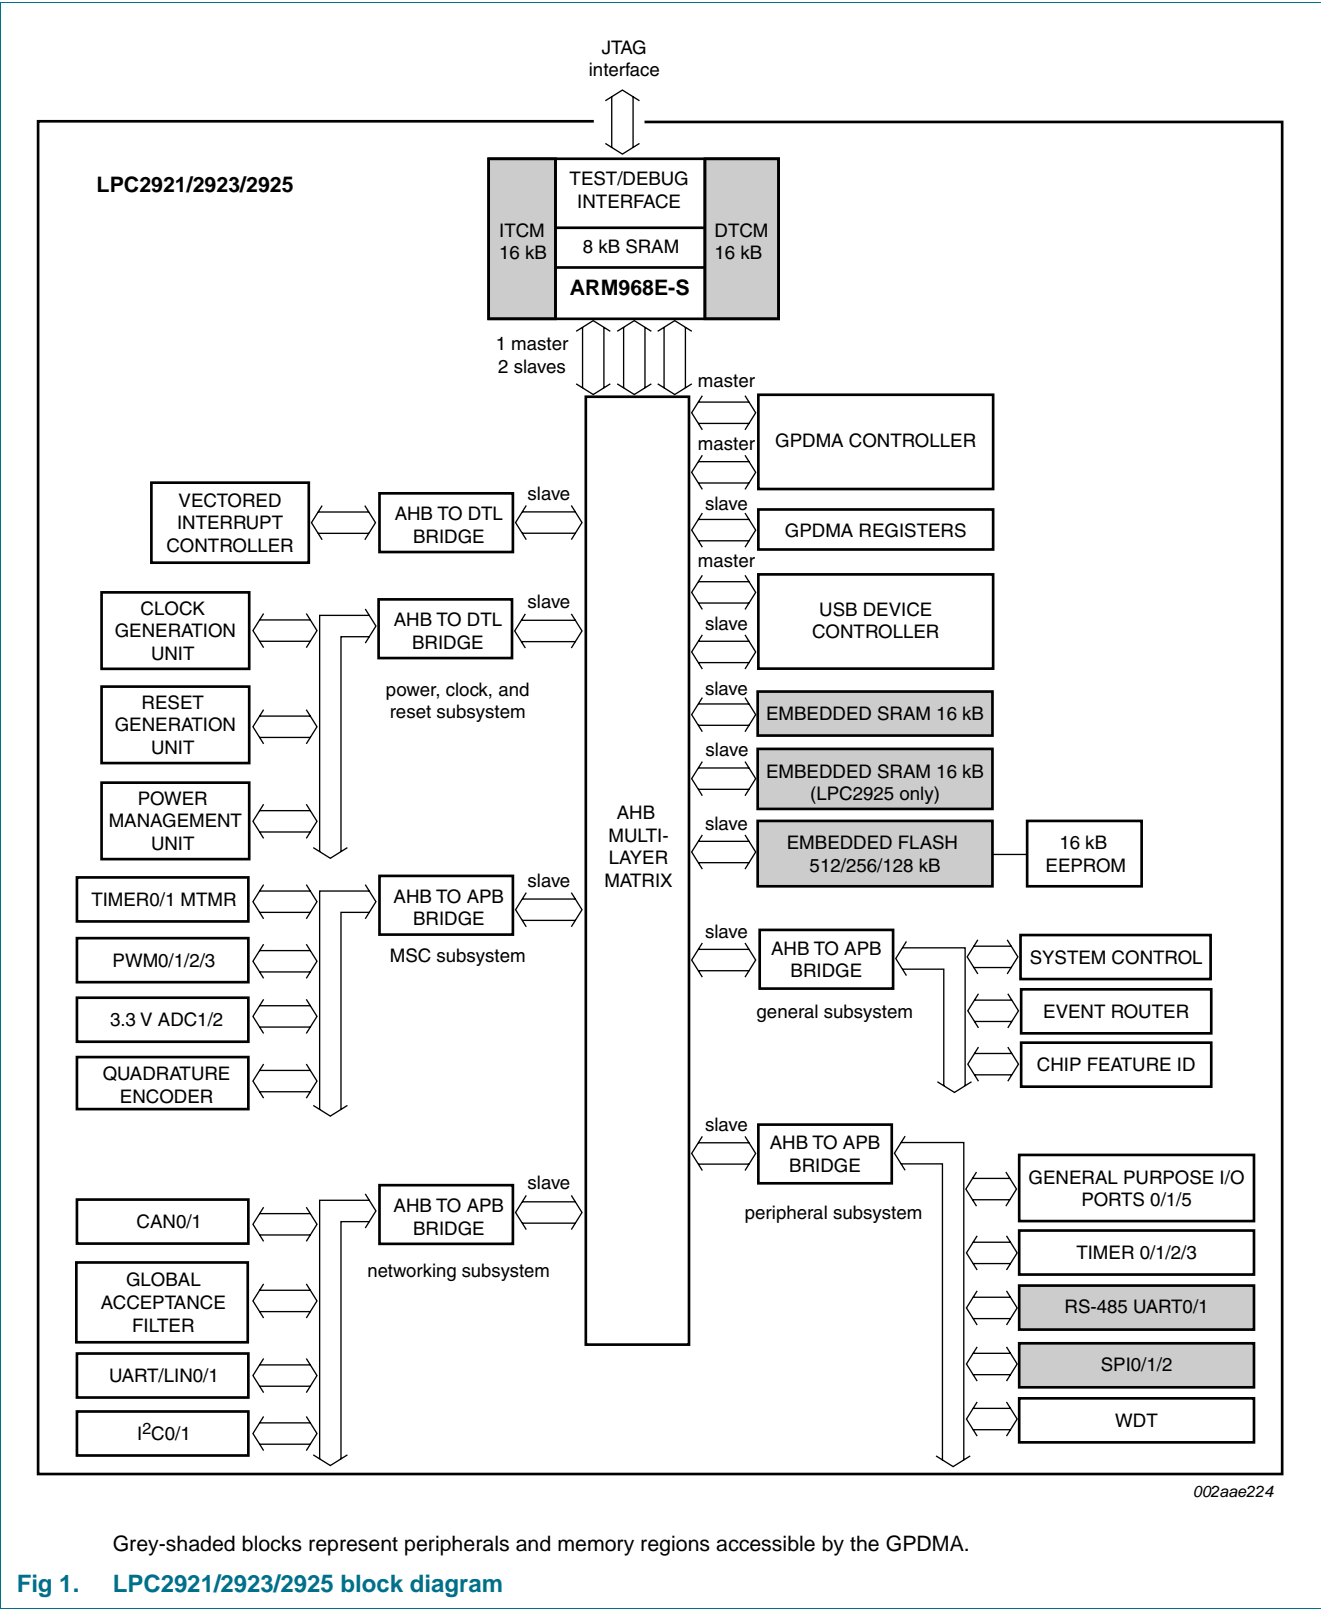 JTAG
interface
LPC2921/2923/2925
ITCM
16 kB
TEST/DEBUG
INTERFACE
8 kB SRAM
ARM968E-S
DTCM
16 kB
1 master
2 slaves
master
GPDMA CONTROLLER
master
slave
GPDMA REGISTERS
master
USB DEVICE
CONTROLLER
slave
slave
EMBEDDED SRAM 16 kB
slave
EMBEDDED SRAM 16 kB
(LPC2925 only)
slave
EMBEDDED FLASH
512/256/128 kB
16 kB
EEPROM
AHB
MULTI-
LAYER
MATRIX
VECTORED
INTERRUPT
CONTROLLER
AHB TO DTL
BRIDGE
slave
CLOCK
GENERATION
UNIT
AHB TO DTL
BRIDGE
slave
power, clock, and
reset subsystem
RESET
GENERATION
UNIT
POWER
MANAGEMENT
UNIT
TIMER0/1 MTMR
AHB TO APB
BRIDGE
slave
MSC subsystem
PWM0/1/2/3
3.3 V ADC1/2
QUADRATURE
ENCODER
slave
AHB TO APB
BRIDGE
general subsystem
SYSTEM CONTROL
EVENT ROUTER
CHIP FEATURE ID
slave
AHB TO APB
BRIDGE
peripheral subsystem
GENERAL PURPOSE I/O
PORTS 0/1/5
TIMER 0/1/2/3
RS-485 UART0/1
SPI0/1/2
WDT
CAN0/1
AHB TO APB
BRIDGE
slave
networking subsystem
GLOBAL
ACCEPTANCE
FILTER
UART/LIN0/1
I2C0/1
002aae224
Grey-shaded blocks represent peripherals and memory regions accessible by the GPDMA.
Fig 1. LPC2921/2923/2925 block diagram